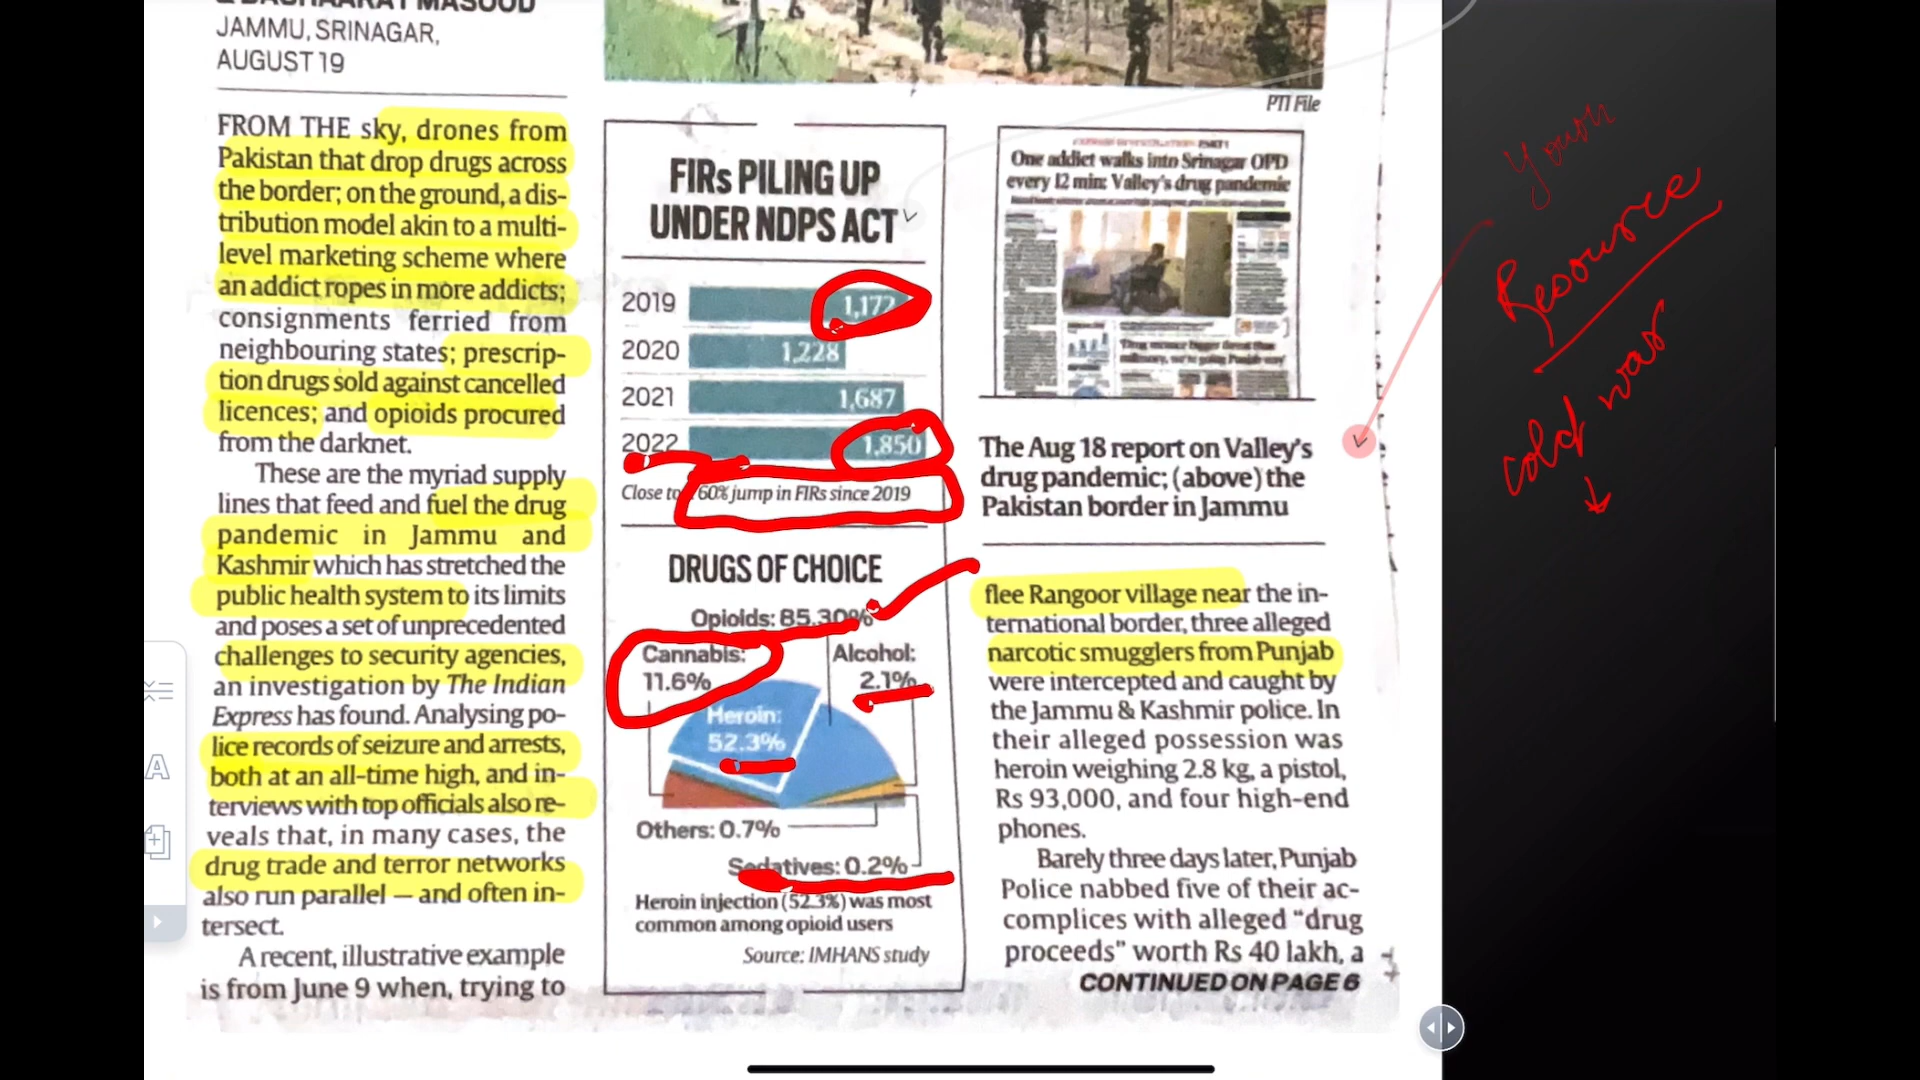 JAMMU, SRINAGAR,
AUGUST 19
FROM THE sky, drones from
Pakistan that drop drugs across
the border; on the ground, a dis-
tribution model akin to a multi-
level marketing scheme where
an addict ropes in more addicts;
consignments ferried from
neighbouring states; prescrip-
tion drugs sold against cancelled
licences; and opioids procured
from the darknet.
These are the myriad supply
lines that feed and fuel the drug
pandemic in Jammu and
Kashmir which has stretched the
public health system to its limits
and poses a set of unprecedented
challenges to security agencies,
an investigation by The Indian
Express has found. Analysing po-
lice records of seizure and arrests,
both at an all-time high, and in-
terviews with top officials also re-
veals that, in many cases, the
drug trade and terror networks
also run parallel — and often in-
tersect.
A recent, illustrative example
is from June 9 when, trying to
PTI File
FIRs PILING UP
UNDER NDPS ACT
2019 1,172
2020 1,228
2021 1,687
2022 1,850
Close to 60% jump in FIRs since 2019
DRUGS OF CHOICE
Opioids: 85.30%
Cannabis:
11.6%
Alcohol:
2.1%
Heroin:
52.3%
Others: 0.7%
Sedatives: 0.2%
Heroin injection (52.3%) was most
common among opioid users
Source: IMHANS study
One addict walks into Srinagar OPD
every 12 min: Valley's drug pandemic
The Aug 18 report on Valley's
drug pandemic; (above) the
Pakistan border in Jammu
flee Rangoor village near the in-
ternational border, three alleged
narcotic smugglers from Punjab
were intercepted and caught by
the Jammu & Kashmir police. In
their alleged possession was
heroin weighing 2.8 kg, a pistol,
Rs 93,000, and four high-end
phones.
Barely three days later, Punjab
Police nabbed five of their ac-
complices with alleged “drug
proceeds” worth Rs 40 lakh, a
CONTINUED ON PAGE 6
Youth
Resource
cold war